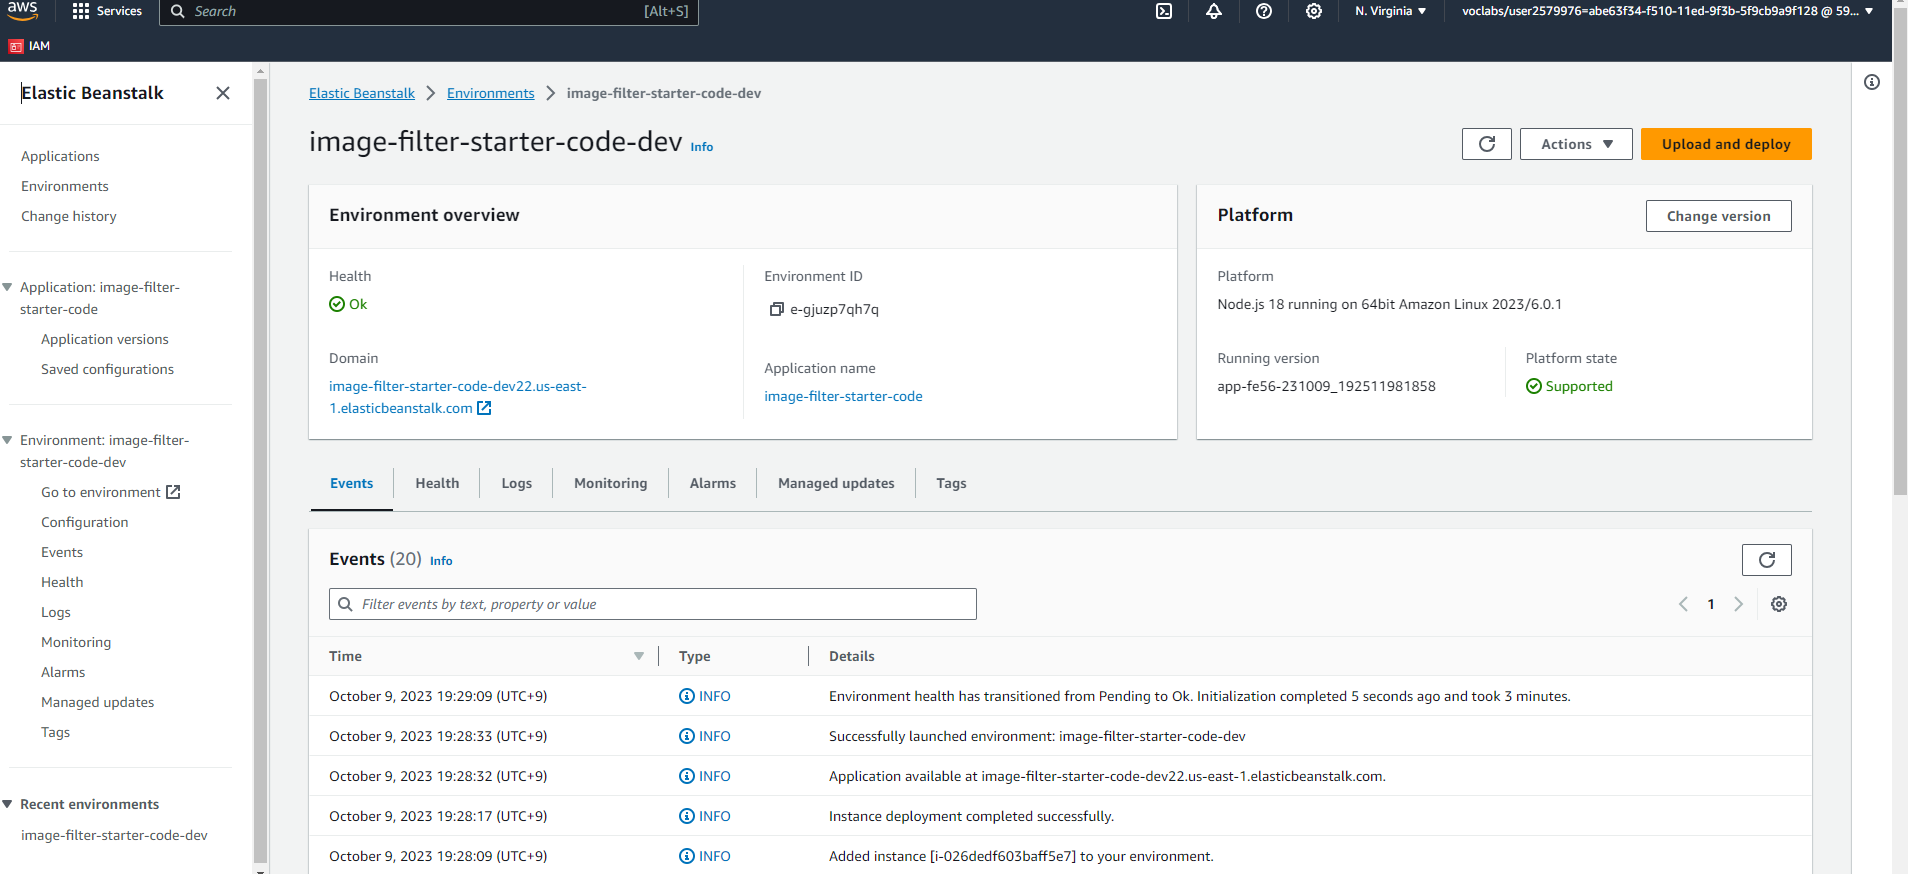 aws
Services
Search
[Alt+S]
N. Virginia
voclabs/user2579976=abe63f34-f510-11ed-9f3b-5f9cb9a9f128 @ 59...
IAM
Elastic Beanstalk
Applications
Environments
Change history
Application: image-filter-
starter-code
Application versions
Saved configurations
Environment: image-filter-
starter-code-dev
Go to environment
Configuration
Events
Health
Logs
Monitoring
Alarms
Managed updates
Tags
Recent environments
image-filter-starter-code-dev
Elastic Beanstalk
Environments
image-filter-starter-code-dev
image-filter-starter-code-dev Info
Actions
Upload and deploy
Environment overview
Health
Ok
Domain
image-filter-starter-code-dev22.us-east-
1.elasticbeanstalk.com
Environment ID
e-gjuzp7qh7q
Application name
image-filter-starter-code
Platform
Change version
Platform
Node.js 18 running on 64bit Amazon Linux 2023/6.0.1
Running version
app-fe56-231009_192511981858
Platform state
Supported
Events
Health
Logs
Monitoring
Alarms
Managed updates
Tags
Events (20) Info
Filter events by text, property or value
1
Time
Type
Details
October 9, 2023 19:29:09 (UTC+9) INFO Environment health has transitioned from Pending to Ok. Initialization completed 5 seconds ago and took 3 minutes.
October 9, 2023 19:28:33 (UTC+9) INFO Successfully launched environment: image-filter-starter-code-dev
October 9, 2023 19:28:32 (UTC+9) INFO Application available at image-filter-starter-code-dev22.us-east-1.elasticbeanstalk.com.
October 9, 2023 19:28:17 (UTC+9) INFO Instance deployment completed successfully.
October 9, 2023 19:28:09 (UTC+9) INFO Added instance [i-026dedf603baff5e7] to your environment.